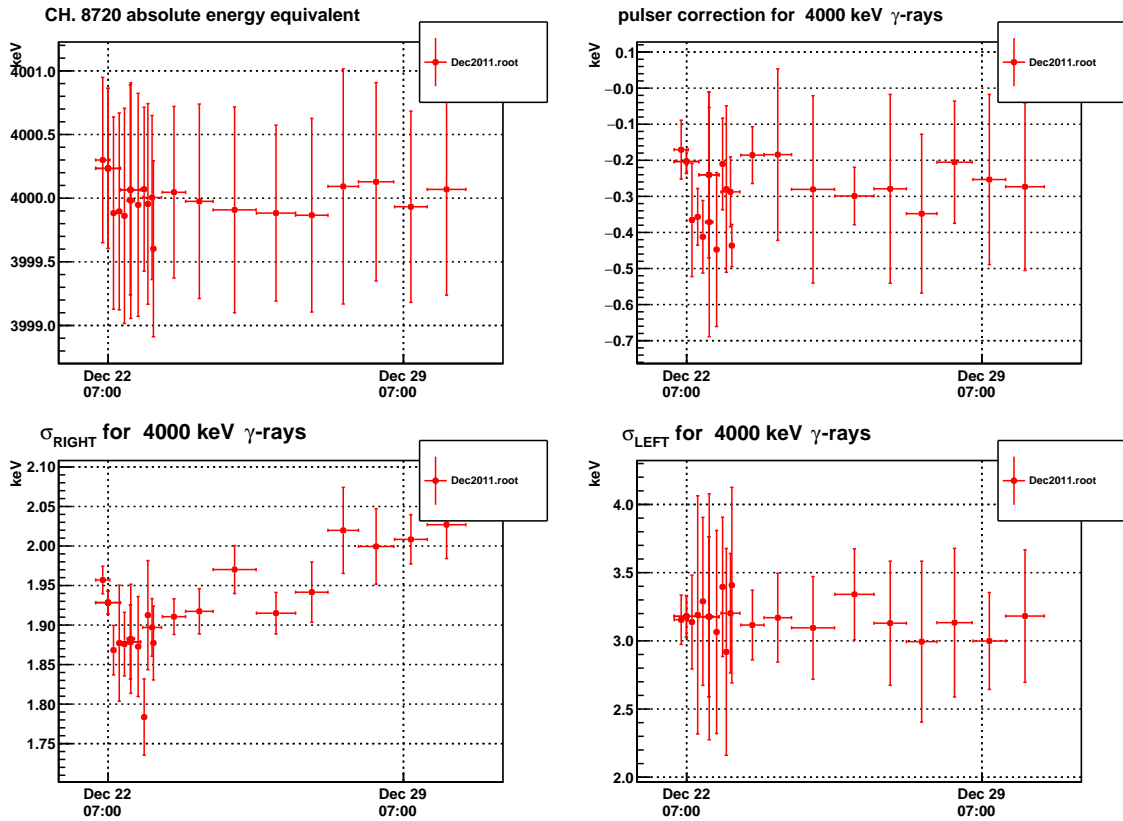 CH. 8720 absolute energy equivalent
keV
Dec2011.root
4001.0
4000.5
4000.0
3999.5
3999.0
Dec 22
07:00
Dec 29
07:00
pulser correction for 4000 keV γ-rays
keV
Dec2011.root
0.1
−0.0
−0.1
−0.2
−0.3
−0.4
−0.5
−0.6
−0.7
Dec 22
07:00
Dec 29
07:00
σRIGHT for 4000 keV γ-rays
keV
Dec2011.root
2.10
2.05
2.00
1.95
1.90
1.85
1.80
1.75
Dec 22
07:00
Dec 29
07:00
σLEFT for 4000 keV γ-rays
keV
Dec2011.root
4.0
3.5
3.0
2.5
2.0
Dec 22
07:00
Dec 29
07:00